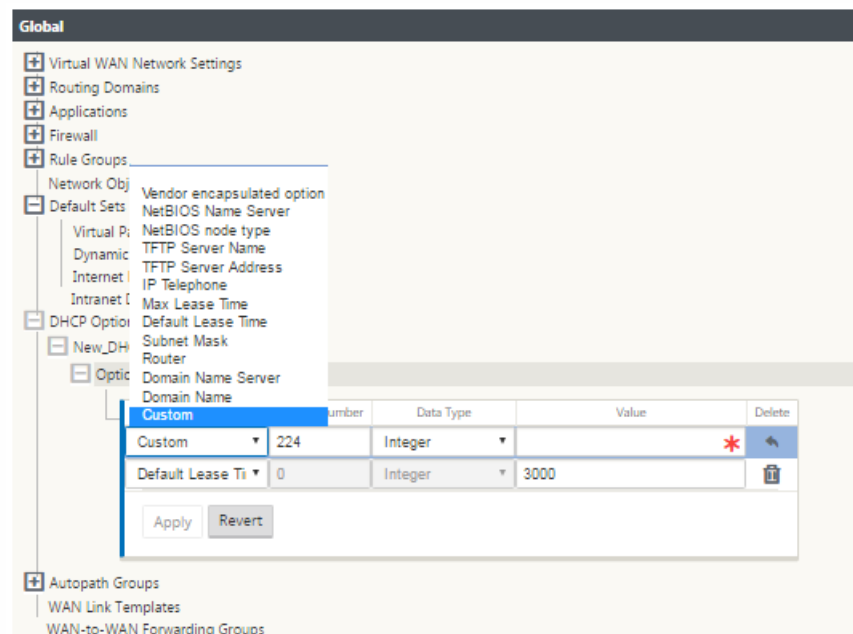 Global
Virtual WAN Network Settings
Routing Domains
Applications
Firewall
Rule Groups
Network Obj
Default Sets
Virtual
Dynamic
Internet
Intranet
DHCP Option
New_DH
Optio
Vendor encapsulated option
NetBIOS Name Server
NetBIOS node type
TFTP Server Name
TFTP Server Address
IP Telephone
Max Lease Time
Default Lease Time
Subnet Mask
Router
Domain Name Server
Domain Name
Custom
umber Data Type Value Delete
Custom 224 Integer
Default Lease Ti 0 Integer 3000
Apply Revert
Autopath Groups
WAN Link Templates
WAN-to-WAN Forwarding Groups